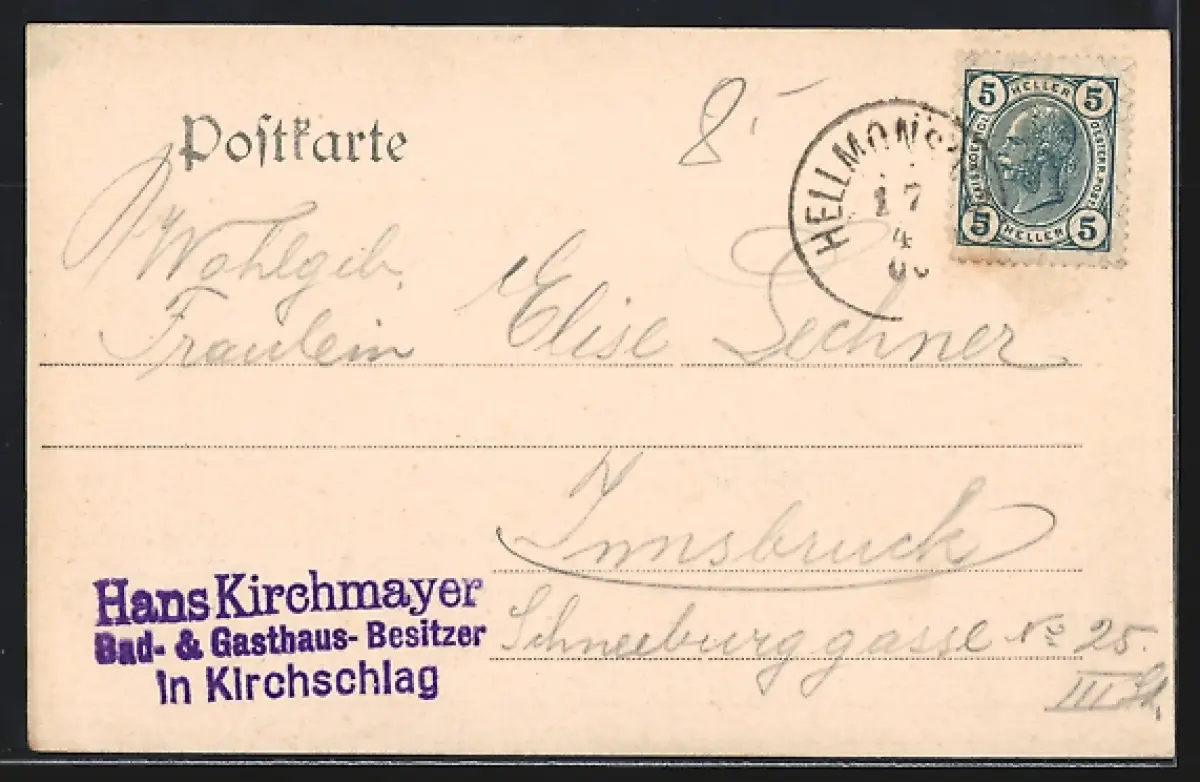 Postkarte
8
HELLMONS
17
4
5 HELLER 5
5 HELLER 5
Wohlgeb.
Fräulein Elise Lechner
Innsbruck
Schneeburggasse No 25.
III
Hans Kirchmayer
Bad- & Gasthaus-Besitzer
in Kirchschlag